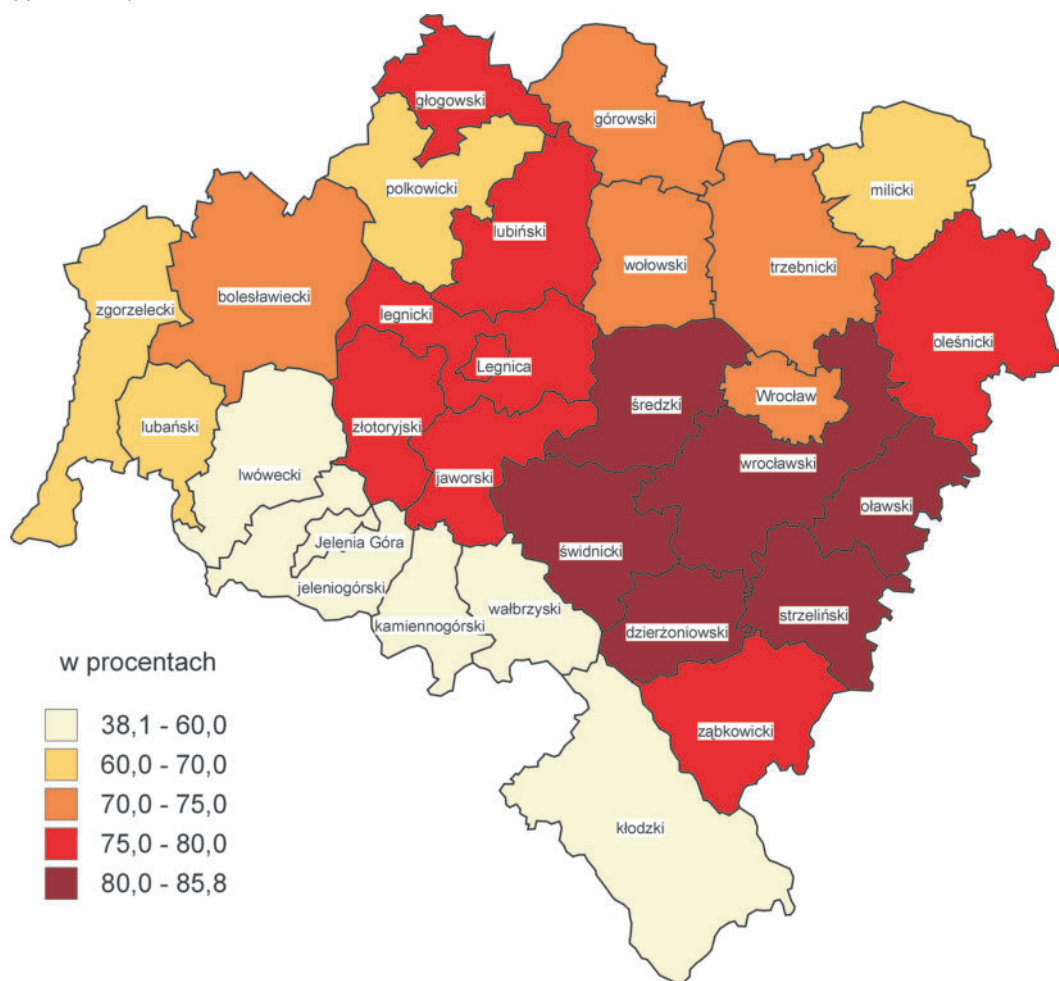 głogowski
górowski
polkowicki
milicki
lubiński
wołowski
trzebnicki
zgorzelecki
bolesławiecki
legnicki
oleśnicki
Legnica
Wrocław
średzki
lubański
złotoryjski
lwówecki
jaworski
wrocławski
oławski
Jelenia Góra
świdnicki
jeleniogórski
wałbrzyski
kamiennogórski
dzierżoniowski
strzeliński
ząbkowicki
kłodzki
w procentach
38,1 - 60,0
60,0 - 70,0
70,0 - 75,0
75,0 - 80,0
80,0 - 85,8